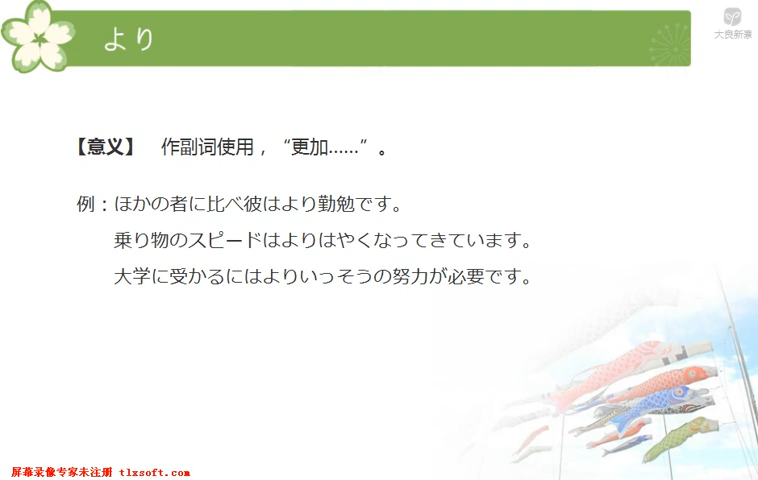 より
大良新素
【意义】 作副词使用，“更加……”。
例：ほかの者に比べ彼はより勤勉です。
乗り物のスピードはよりはやくなってきています。
大学に受かるにはよりいっそうの努力が必要です。
屏幕录像专家未注册 tlxsoft.com